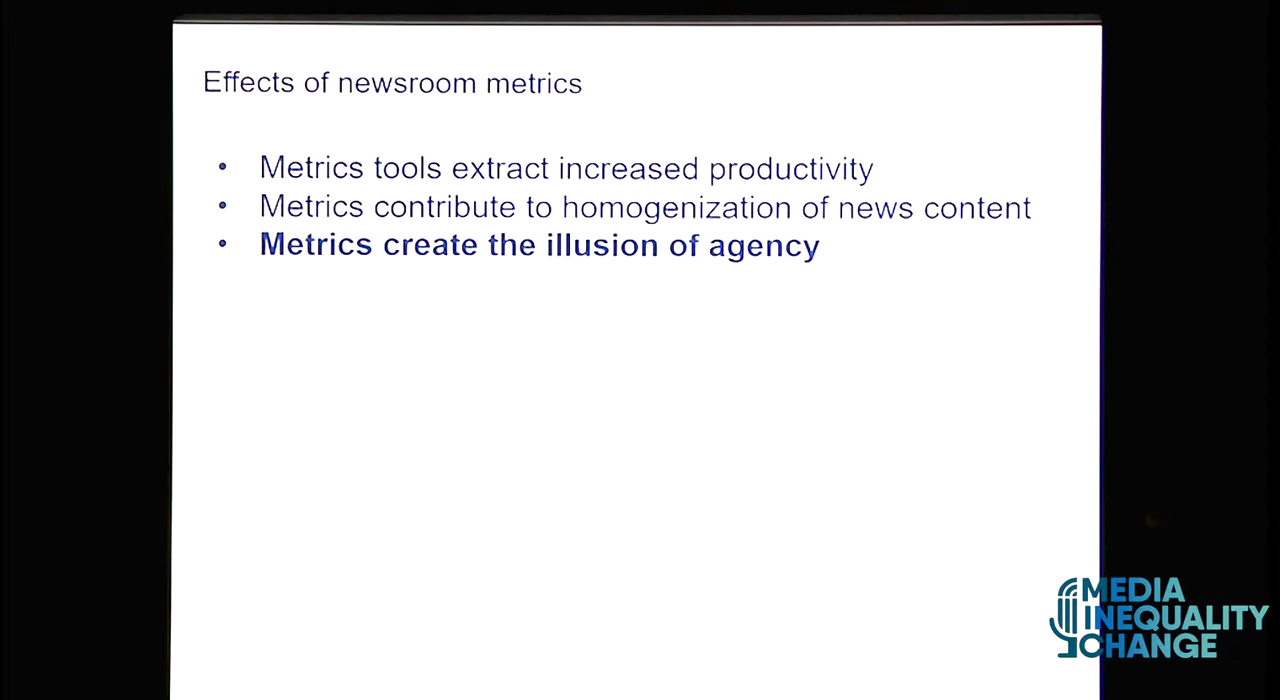 Effects of newsroom metrics
• Metrics tools extract increased productivity
• Metrics contribute to homogenization of news content
• Metrics create the illusion of agency
MEDIA
INEQUALITY
CHANGE